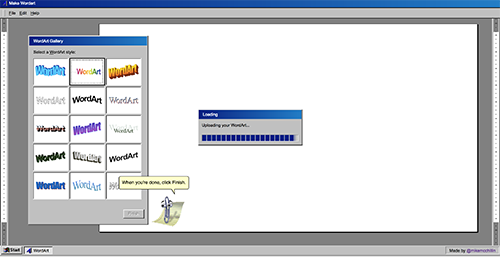 Make Wordart
File Edit Help
WordArt Gallery
Select a WordArt style:
WordArt WordArt WordArt
WordArt WordArt WordArt
WordArt WordArt WordArt
WordArt WordArt WordArt
WordArt WordArt WordArt
Loading
Uploading your WordArt...
When you're done, click Finish.
Finish
Start WordArt
Made by @mikemcmillin